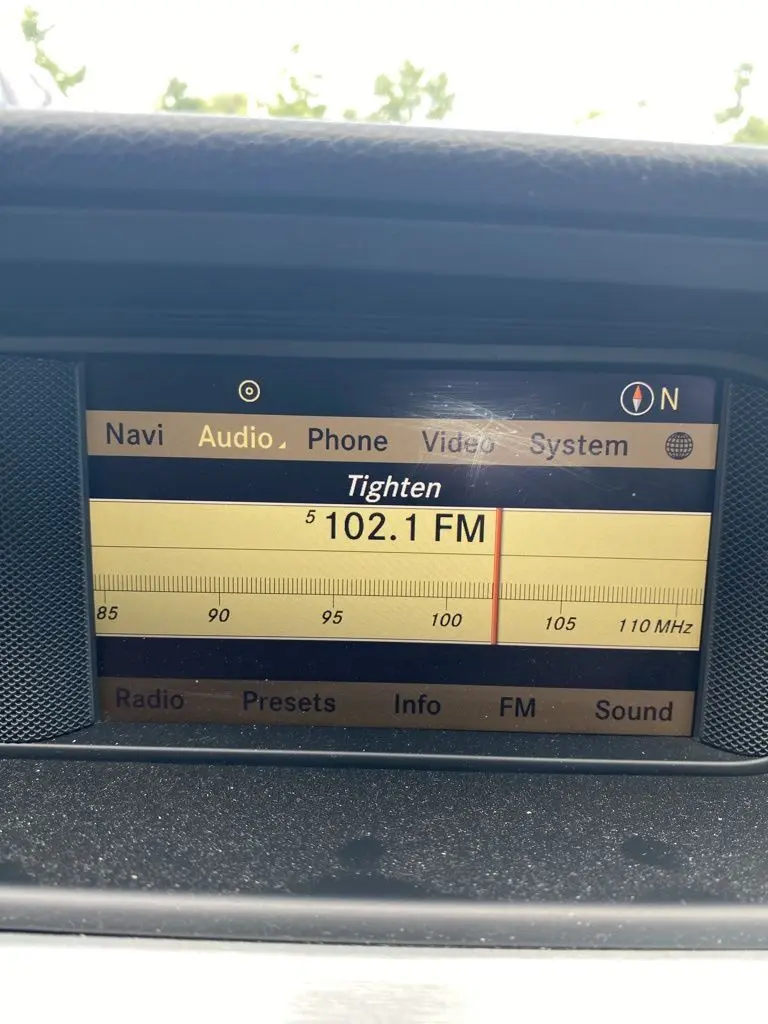 N
Navi Audio Phone Video System
Tighten
5 102.1 FM
85 90 95 100 105 110 MHz
Radio Presets Info FM Sound